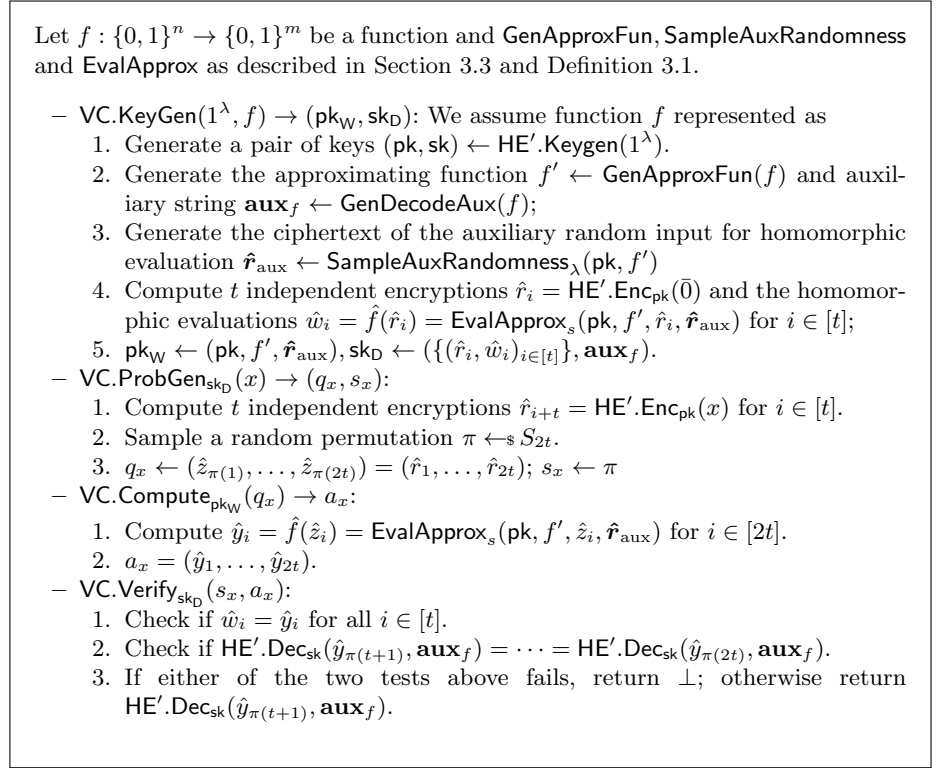 Let f : {0, 1}^n → {0, 1}^m be a function and GenApproxFun, SampleAuxRandomness
and EvalApprox as described in Section 3.3 and Definition 3.1.
– VC.KeyGen(1^λ, f) → (pk_W, sk_D): We assume function f represented as
1. Generate a pair of keys (pk, sk) ← HE′.Keygen(1^λ).
2. Generate the approximating function f′ ← GenApproxFun(f) and auxil-
iary string aux_f ← GenDecodeAux(f);
3. Generate the ciphertext of the auxiliary random input for homomorphic
evaluation r̂_aux ← SampleAuxRandomness_λ(pk, f′)
4. Compute t independent encryptions r̂_i = HE′.Enc_pk(0̄) and the homomor-
phic evaluations ŵ_i = f̂(r̂_i) = EvalApprox_s(pk, f′, r̂_i, r̂_aux) for i ∈ [t];
5. pk_W ← (pk, f′, r̂_aux), sk_D ← ({(r̂_i, ŵ_i)_{i∈[t]}}, aux_f).
– VC.ProbGen_{sk_D}(x) → (q_x, s_x):
1. Compute t independent encryptions r̂_{i+t} = HE′.Enc_pk(x) for i ∈ [t].
2. Sample a random permutation π ←$ S_{2t}.
3. q_x ← (ẑ_{π(1)}, . . . , ẑ_{π(2t)}) = (r̂_1, . . . , r̂_{2t}); s_x ← π
– VC.Compute_{pk_W}(q_x) → a_x:
1. Compute ŷ_i = f̂(ẑ_i) = EvalApprox_s(pk, f′, ẑ_i, r̂_aux) for i ∈ [2t].
2. a_x = (ŷ_1, . . . , ŷ_{2t}).
– VC.Verify_{sk_D}(s_x, a_x):
1. Check if ŵ_i = ŷ_i for all i ∈ [t].
2. Check if HE′.Dec_sk(ŷ_{π(t+1)}, aux_f) = · · · = HE′.Dec_sk(ŷ_{π(2t)}, aux_f).
3. If either of the two tests above fails, return ⊥; otherwise return
HE′.Dec_sk(ŷ_{π(t+1)}, aux_f).